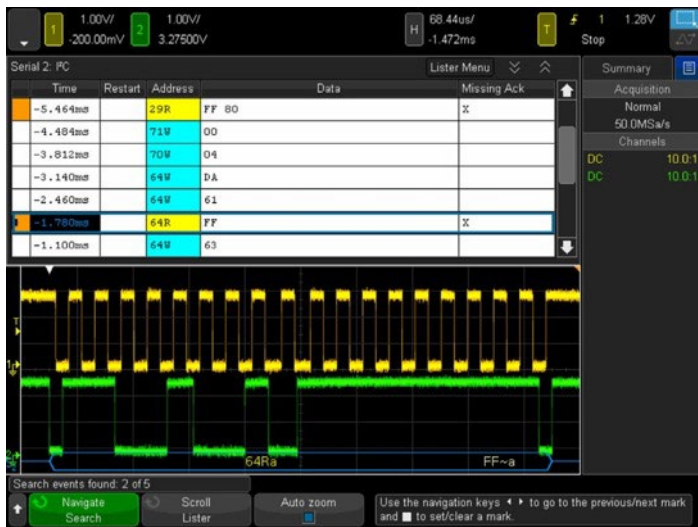 1 1.00V/ 2 1.00V/ H 68.44us/ T 1 1.28V
-200.00mV 3.27500V -1.472ms Stop
Serial 2: I²C Lister Menu Summary
Time Restart Address Data Missing Ack
-5.464ms 29R FF 80 X
-4.484ms 71W 00
-3.812ms 70W 04
-3.140ms 64W DA
-2.460ms 64W 61
-1.780ms 64R FF X
-1.100ms 64W 63
Acquisition
Normal
50.0MSa/s
Channels
DC 10.0:1
DC 10.0:1
T
1
2
64Ra FF~a
Search events found: 2 of 5
Navigate Search
Scroll Lister
Auto zoom
Use the navigation keys to go to the previous/next mark
and to set/clear a mark.